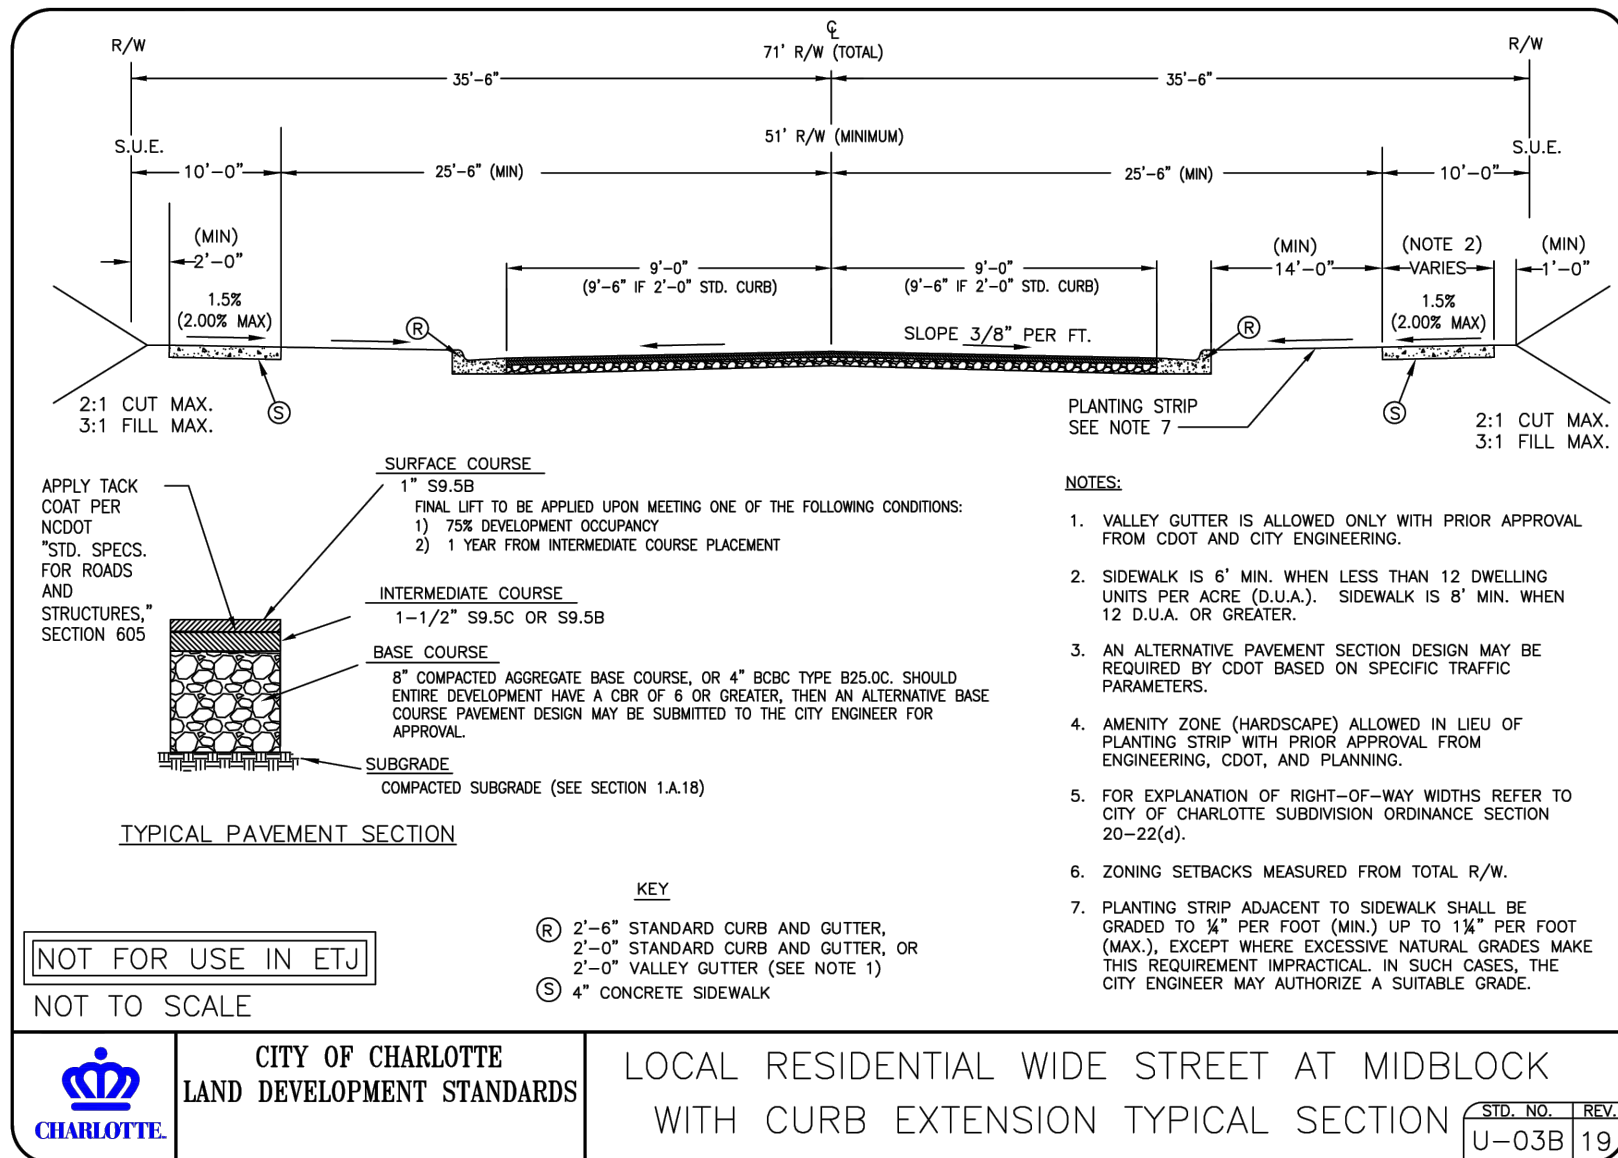 R/W
℄
71' R/W (TOTAL)
R/W
35'-6"
35'-6"
51' R/W (MINIMUM)
S.U.E.
S.U.E.
10'-0"
25'-6" (MIN)
25'-6" (MIN)
10'-0"
(MIN)
2'-0"
9'-0"
(9'-6" IF 2'-0" STD. CURB)
9'-0"
(9'-6" IF 2'-0" STD. CURB)
(MIN)
14'-0"
(NOTE 2)
VARIES
(MIN)
1'-0"
1.5%
(2.00% MAX)
R
SLOPE 3/8" PER FT.
R
1.5%
(2.00% MAX)
2:1 CUT MAX.
3:1 FILL MAX.
S
PLANTING STRIP
SEE NOTE 7
S
2:1 CUT MAX.
3:1 FILL MAX.
APPLY TACK
COAT PER
NCDOT
"STD. SPECS.
FOR ROADS
AND
STRUCTURES,"
SECTION 605
SURFACE COURSE
1" S9.5B
FINAL LIFT TO BE APPLIED UPON MEETING ONE OF THE FOLLOWING CONDITIONS:
1) 75% DEVELOPMENT OCCUPANCY
2) 1 YEAR FROM INTERMEDIATE COURSE PLACEMENT
INTERMEDIATE COURSE
1-1/2" S9.5C OR S9.5B
BASE COURSE
8" COMPACTED AGGREGATE BASE COURSE, OR 4" BCBC TYPE B25.0C. SHOULD
ENTIRE DEVELOPMENT HAVE A CBR OF 6 OR GREATER, THEN AN ALTERNATIVE BASE
COURSE PAVEMENT DESIGN MAY BE SUBMITTED TO THE CITY ENGINEER FOR
APPROVAL.
SUBGRADE
COMPACTED SUBGRADE (SEE SECTION 1.A.18)
TYPICAL PAVEMENT SECTION
NOTES:
1. VALLEY GUTTER IS ALLOWED ONLY WITH PRIOR APPROVAL
FROM CDOT AND CITY ENGINEERING.
2. SIDEWALK IS 6' MIN. WHEN LESS THAN 12 DWELLING
UNITS PER ACRE (D.U.A.). SIDEWALK IS 8' MIN. WHEN
12 D.U.A. OR GREATER.
3. AN ALTERNATIVE PAVEMENT SECTION DESIGN MAY BE
REQUIRED BY CDOT BASED ON SPECIFIC TRAFFIC
PARAMETERS.
4. AMENITY ZONE (HARDSCAPE) ALLOWED IN LIEU OF
PLANTING STRIP WITH PRIOR APPROVAL FROM
ENGINEERING, CDOT, AND PLANNING.
5. FOR EXPLANATION OF RIGHT-OF-WAY WIDTHS REFER TO
CITY OF CHARLOTTE SUBDIVISION ORDINANCE SECTION
20-22(d).
6. ZONING SETBACKS MEASURED FROM TOTAL R/W.
7. PLANTING STRIP ADJACENT TO SIDEWALK SHALL BE
GRADED TO ¼" PER FOOT (MIN.) UP TO 1¼" PER FOOT
(MAX.), EXCEPT WHERE EXCESSIVE NATURAL GRADES MAKE
THIS REQUIREMENT IMPRACTICAL. IN SUCH CASES, THE
CITY ENGINEER MAY AUTHORIZE A SUITABLE GRADE.
KEY
R 2'-6" STANDARD CURB AND GUTTER,
2'-0" STANDARD CURB AND GUTTER, OR
2'-0" VALLEY GUTTER (SEE NOTE 1)
S 4" CONCRETE SIDEWALK
NOT FOR USE IN ETJ
NOT TO SCALE
CHARLOTTE.
CITY OF CHARLOTTE
LAND DEVELOPMENT STANDARDS
LOCAL RESIDENTIAL WIDE STREET AT MIDBLOCK
WITH CURB EXTENSION TYPICAL SECTION
STD. NO. REV.
U-03B 19